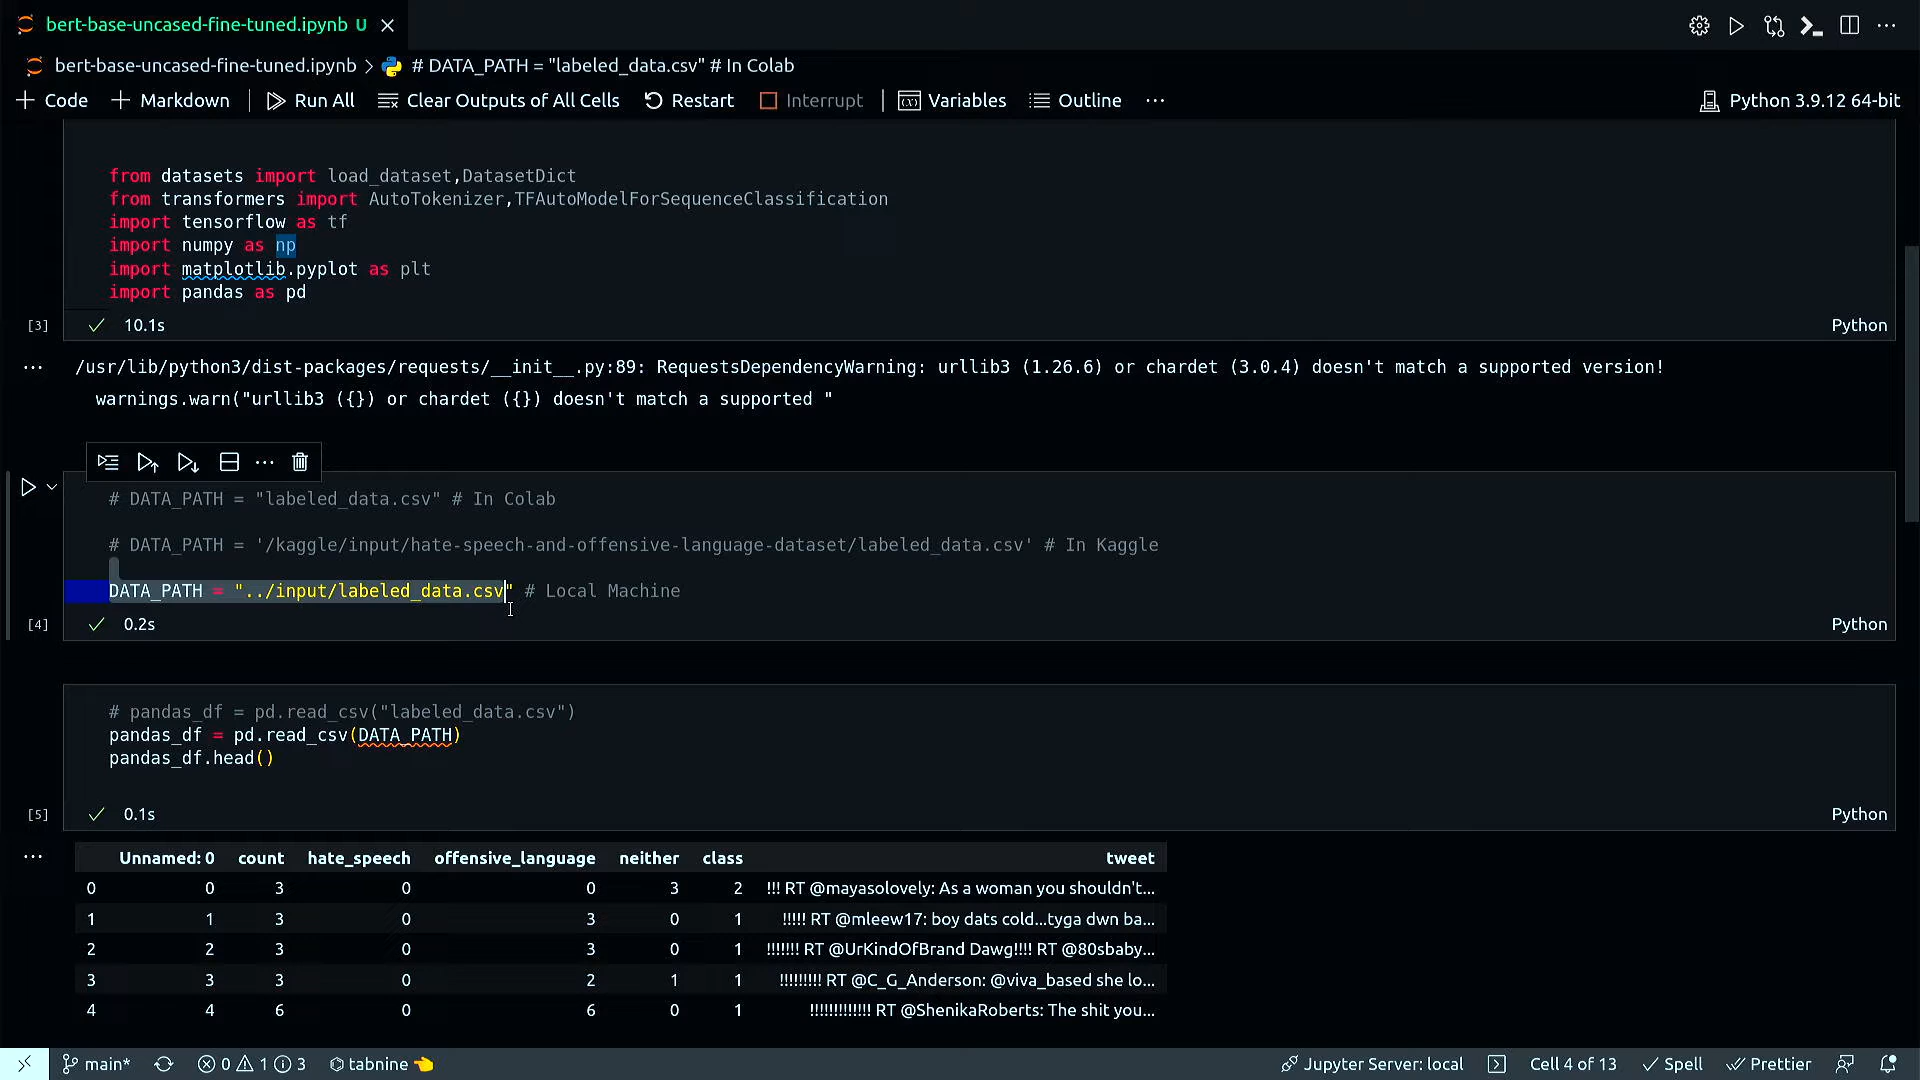 bert-base-uncased-fine-tuned.ipynb U
bert-base-uncased-fine-tuned.ipynb > # DATA_PATH = "labeled_data.csv" # In Colab
+ Code + Markdown Run All Clear Outputs of All Cells Restart Interrupt Variables Outline ... Python 3.9.12 64-bit
from datasets import load_dataset,DatasetDict
from transformers import AutoTokenizer,TFAutoModelForSequenceClassification
import tensorflow as tf
import numpy as np
import matplotlib.pyplot as plt
import pandas as pd
[3] 10.1s Python
... /usr/lib/python3/dist-packages/requests/__init__.py:89: RequestsDependencyWarning: urllib3 (1.26.6) or chardet (3.0.4) doesn't match a supported version!
warnings.warn("urllib3 ({}) or chardet ({}) doesn't match a supported "
# DATA_PATH = "labeled_data.csv" # In Colab
# DATA_PATH = '/kaggle/input/hate-speech-and-offensive-language-dataset/labeled_data.csv' # In Kaggle
DATA_PATH = "../input/labeled_data.csv" # Local Machine
[4] 0.2s Python
# pandas_df = pd.read_csv("labeled_data.csv")
pandas_df = pd.read_csv(DATA_PATH)
pandas_df.head()
[5] 0.1s Python
... Unnamed: 0 count hate_speech offensive_language neither class tweet
0 0 3 0 0 3 2 !!! RT @mayasolovely: As a woman you shouldn't...
1 1 3 0 3 0 1 !!!!! RT @mleew17: boy dats cold...tyga dwn ba...
2 2 3 0 3 0 1 !!!!!!! RT @UrKindOfBrand Dawg!!!! RT @80sbaby...
3 3 3 0 2 1 1 !!!!!!!!! RT @C_G_Anderson: @viva_based she lo...
4 4 6 0 6 0 1 !!!!!!!!!!!!! RT @ShenikaRoberts: The shit you...
main* 0 1 3 tabnine Jupyter Server: local Cell 4 of 13 Spell Prettier